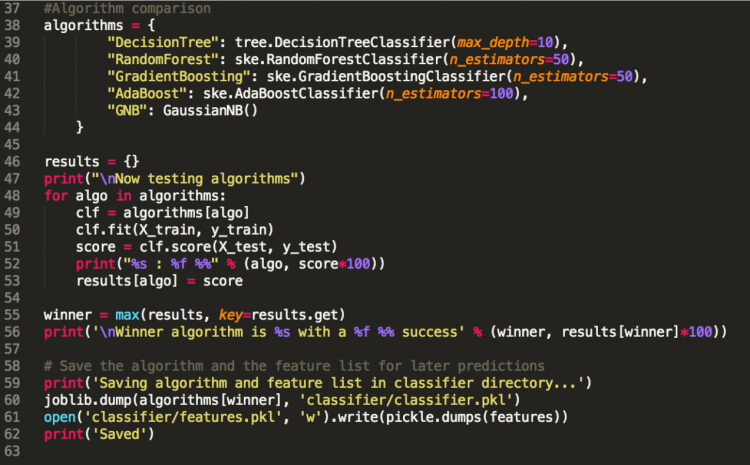 37 #Algorithm comparison
38 algorithms = {
39 "DecisionTree": tree.DecisionTreeClassifier(max_depth=10),
40 "RandomForest": ske.RandomForestClassifier(n_estimators=50),
41 "GradientBoosting": ske.GradientBoostingClassifier(n_estimators=50),
42 "AdaBoost": ske.AdaBoostClassifier(n_estimators=100),
43 "GNB": GaussianNB()
44 }
45
46 results = {}
47 print("\nNow testing algorithms")
48 for algo in algorithms:
49 clf = algorithms[algo]
50 clf.fit(X_train, y_train)
51 score = clf.score(X_test, y_test)
52 print("%s : %f %%" % (algo, score*100))
53 results[algo] = score
54
55 winner = max(results, key=results.get)
56 print('\nWinner algorithm is %s with a %f %% success' % (winner, results[winner]*100))
57
58 # Save the algorithm and the feature list for later predictions
59 print('Saving algorithm and feature list in classifier directory...')
60 joblib.dump(algorithms[winner], 'classifier/classifier.pkl')
61 open('classifier/features.pkl', 'w').write(pickle.dumps(features))
62 print('Saved')
63